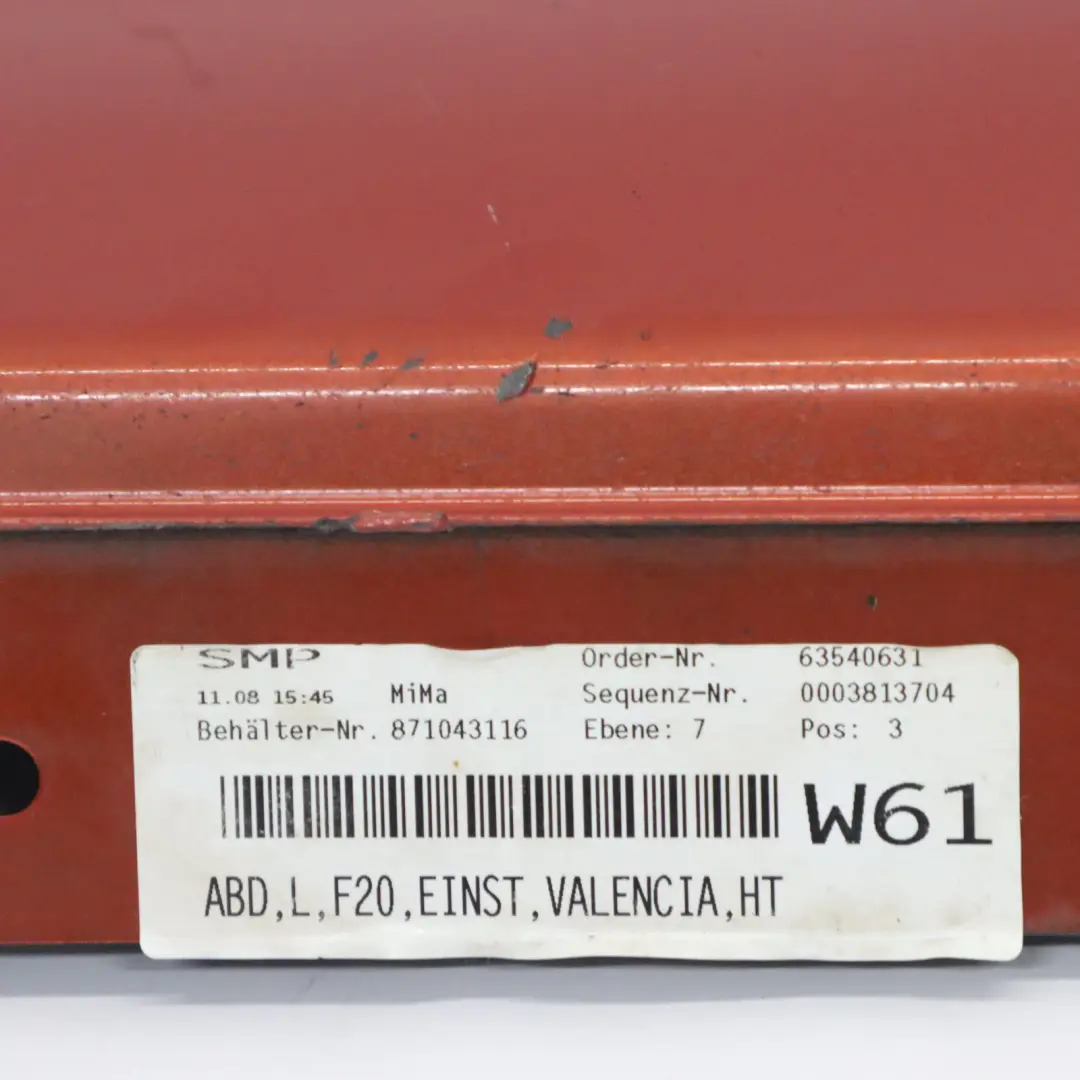 SMP Order-Nr. 63540631
11.08 15:45 MiMa Sequenz-Nr. 0003813704
Behälter-Nr. 871043116 Ebene: 7 Pos: 3
W61
ABD,L,F20,EINST,VALENCIA,HT